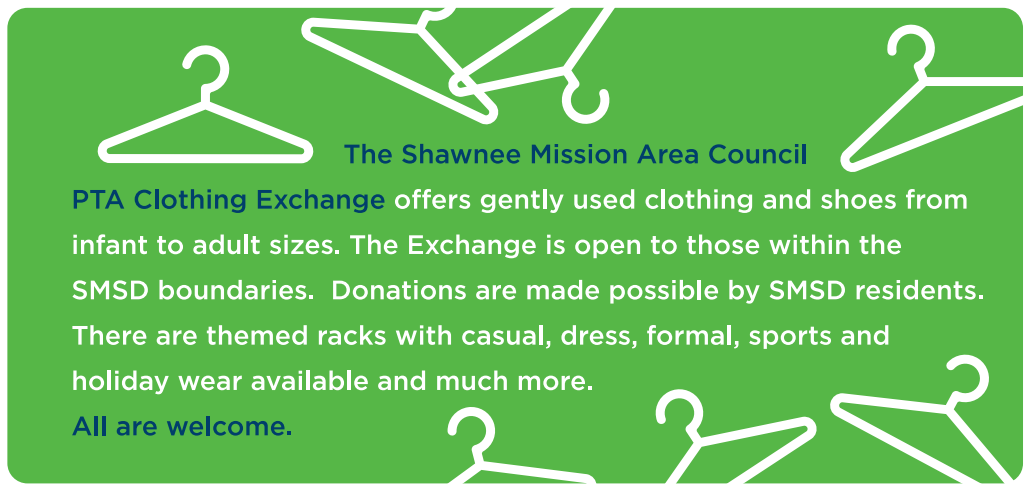 The Shawnee Mission Area Council
PTA Clothing Exchange offers gently used clothing and shoes from
infant to adult sizes. The Exchange is open to those within the
SMSD boundaries.  Donations are made possible by SMSD residents.
There are themed racks with casual, dress, formal, sports and
holiday wear available and much more.
All are welcome.